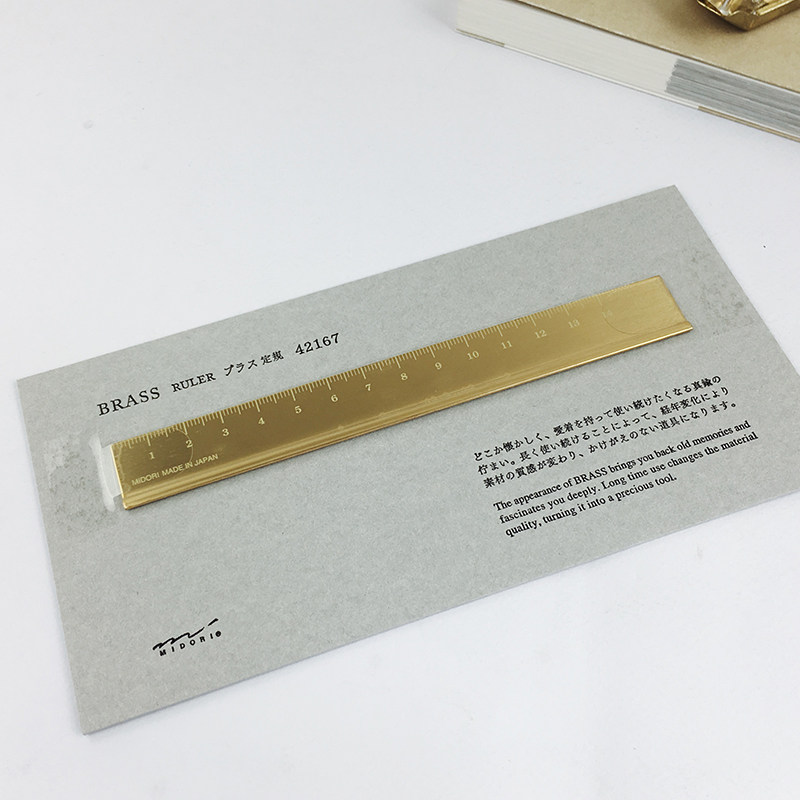 BRASS RULER ブラス定規 42167
1 2 3 4 5 6 7 8 9 10 11 12 13 14
MIDORI MADE IN JAPAN
どこか懐かしく、愛着を持って使い続けたくなる真鍮の
佇まい。長く使い続けることによって、経年変化により
素材の質感が変わり、かけがえのない道具になります。
The appearance of BRASS brings you back old memories and
fascinates you deeply. Long time use changes the material
quality, turning it into a precious tool.
MIDORI®